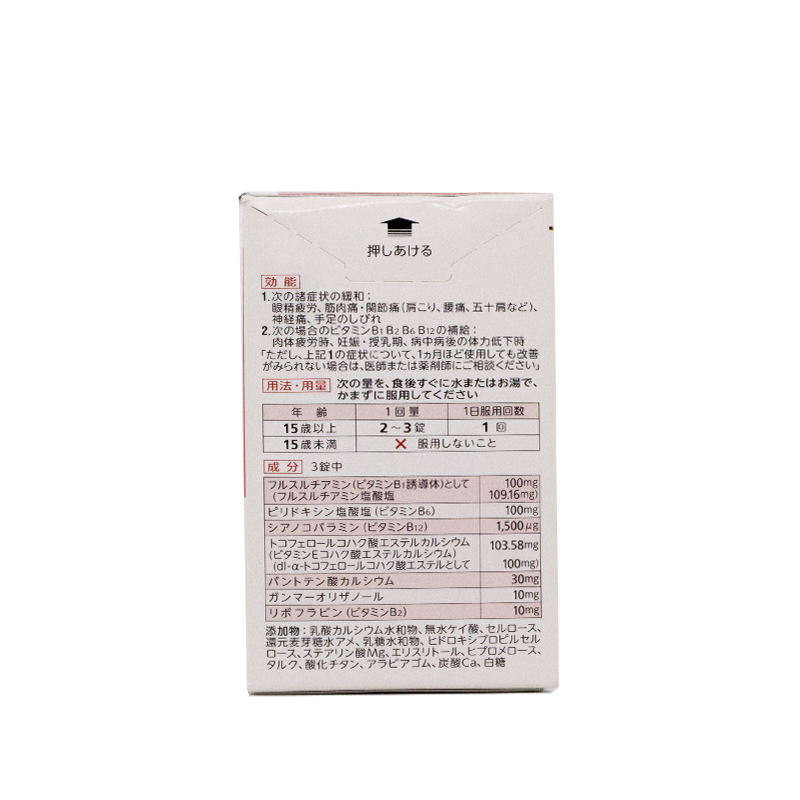 押しあける
効能
1.次の諸症状の緩和：
眼精疲労、筋肉痛・関節痛(肩こり、腰痛、五十肩など)、
神経痛、手足のしびれ
2.次の場合のビタミンB1 B2 B6 B12の補給：
肉体疲労時、妊娠・授乳期、病中病後の体力低下時
「ただし、上記1の症状について、1ヵ月ほど使用しても改善
がみられない場合は、医師または薬剤師にご相談ください」
用法・用量 次の量を、食後すぐに水またはお湯で、
かまずに服用してください
年齢 1回量 1日服用回数
15歳以上 2～3錠 1回
15歳未満 × 服用しないこと
成分 3錠中
フルスルチアミン(ビタミンB1誘導体)として 100mg
(フルスルチアミン塩酸塩 109.16mg)
ピリドキシン塩酸塩(ビタミンB6) 100mg
シアノコバラミン(ビタミンB12) 1,500μg
トコフェロールコハク酸エステルカルシウム 103.58mg
(ビタミンEコハク酸エステルカルシウム)
(dl-α-トコフェロールコハク酸エステルとして 100mg)
パントテン酸カルシウム 30mg
ガンマーオリザノール 10mg
リボフラビン(ビタミンB2) 10mg
添加物：乳酸カルシウム水和物、無水ケイ酸、セルロース、
還元麦芽糖水アメ、乳糖水和物、ヒドロキシプロピルセル
ロース、ステアリン酸Mg、エリスリトール、ヒプロメロース、
タルク、酸化チタン、アラビアゴム、炭酸Ca、白糖